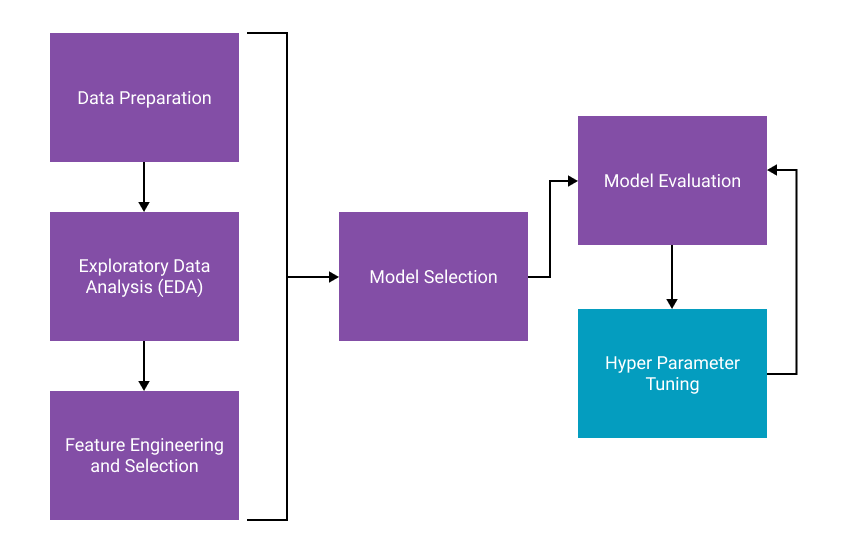 Data Preparation
Exploratory Data
Analysis (EDA)
Feature Engineering
and Selection
Model Selection
Model Evaluation
Hyper Parameter
Tuning